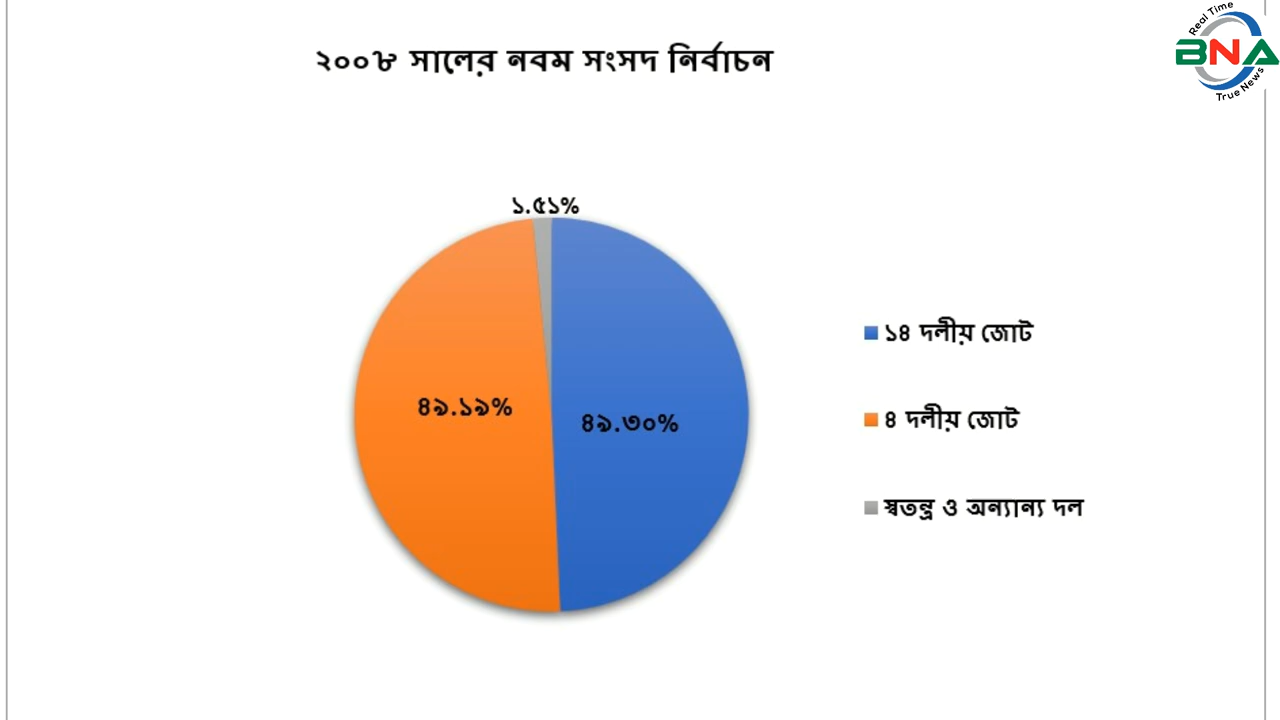 ২০০৮ সালের নবম সংসদ নির্বাচন
Real Time
BNA
True News
১.৫১%
৪৯.১৯%
৪৯.৩০%
১৪ দলীয় জোট
৪ দলীয় জোট
স্বতন্ত্র ও অন্যান্য দল